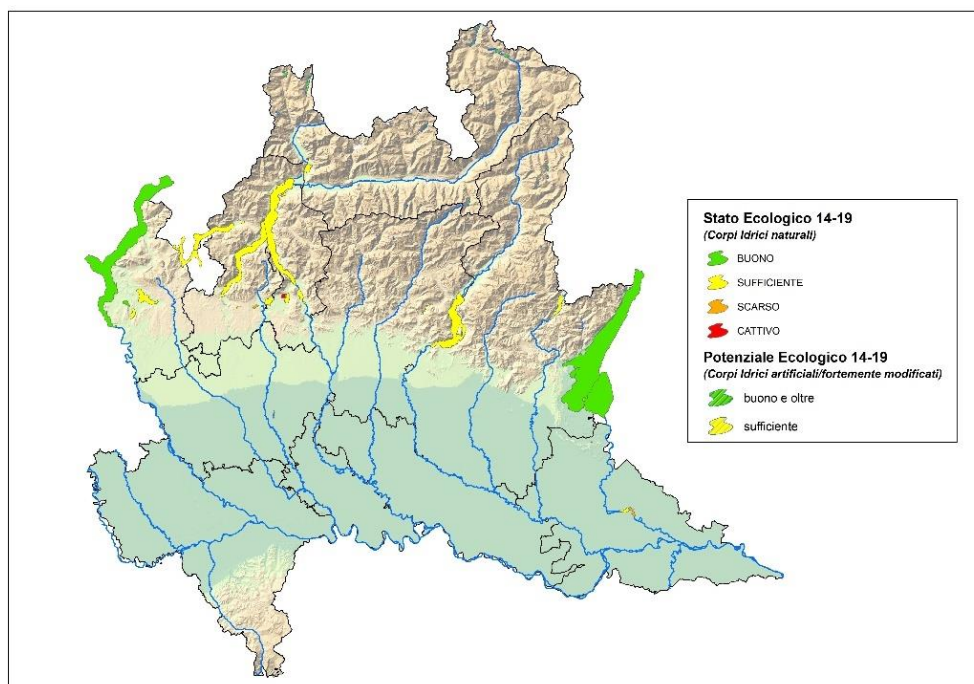 Stato Ecologico 14-19
(Corpi Idrici naturali)
BUONO
SUFFICIENTE
SCARSO
CATTIVO
Potenziale Ecologico 14-19
(Corpi Idrici artificiali/fortemente modificati)
buono e oltre
sufficiente